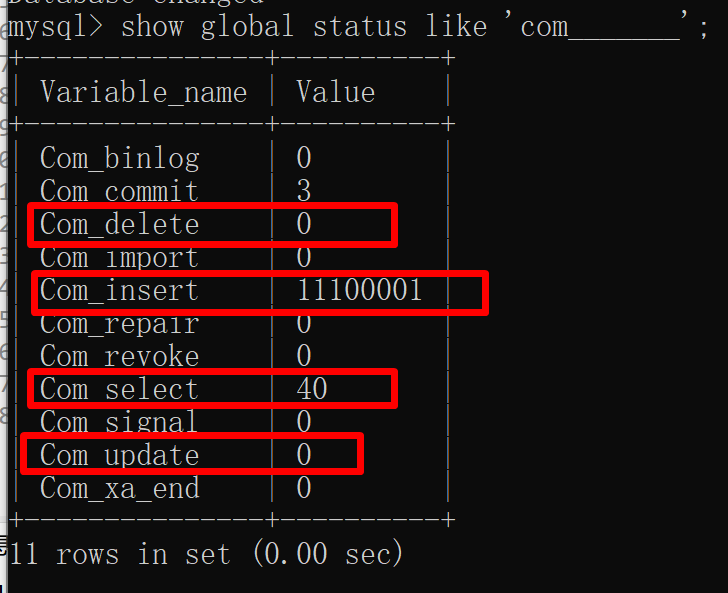 Database changed
mysql> show global status like 'com_______';
+---------------+----------+
| Variable_name | Value    |
+---------------+----------+
| Com_binlog    | 0        |
| Com_commit    | 3        |
| Com_delete    | 0        |
| Com_import    | 0        |
| Com_insert    | 11100001 |
| Com_repair    | 0        |
| Com_revoke    | 0        |
| Com_select    | 40       |
| Com_signal    | 0        |
| Com_update    | 0        |
| Com_xa_end    | 0        |
+---------------+----------+
11 rows in set (0.00 sec)